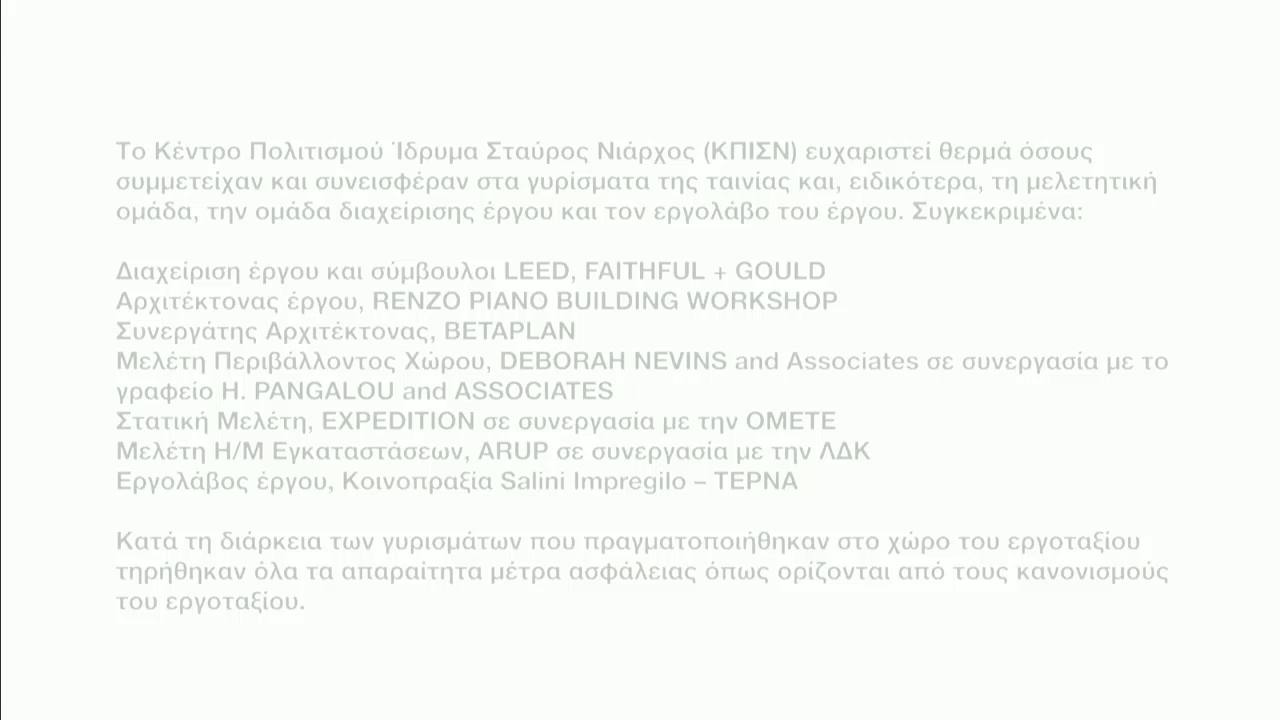 Το Κέντρο Πολιτισμού Ίδρυμα Σταύρος Νιάρχος (ΚΠΙΣΝ) ευχαριστεί θερμά όσους
συμμετείχαν και συνεισφέραν στα γυρίσματα της ταινίας και, ειδικότερα, τη μελετητική
ομάδα, την ομάδα διαχείρισης έργου και τον εργολάβο του έργου. Συγκεκριμένα:
Διαχείριση έργου και σύμβουλοι LEED, FAITHFUL + GOULD
Αρχιτέκτονας έργου, RENZO PIANO BUILDING WORKSHOP
Συνεργάτης Αρχιτέκτονας, BETAPLAN
Μελέτη Περιβάλλοντος Χώρου, DEBORAH NEVINS and Associates σε συνεργασία με το
γραφείο H. PANGALOU and ASSOCIATES
Στατική Μελέτη, EXPEDITION σε συνεργασία με την OMETE
Μελέτη Η/Μ Εγκαταστάσεων, ARUP σε συνεργασία με την ΛΔΚ
Εργολάβος έργου, Κοινοπραξία Salini Impregilo – ΤΕΡΝΑ
Κατά τη διάρκεια των γυρισμάτων που πραγματοποιήθηκαν στο χώρο του εργοταξίου
τηρήθηκαν όλα τα απαραίτητα μέτρα ασφάλειας όπως ορίζονται από τους κανονισμούς
του εργοταξίου.